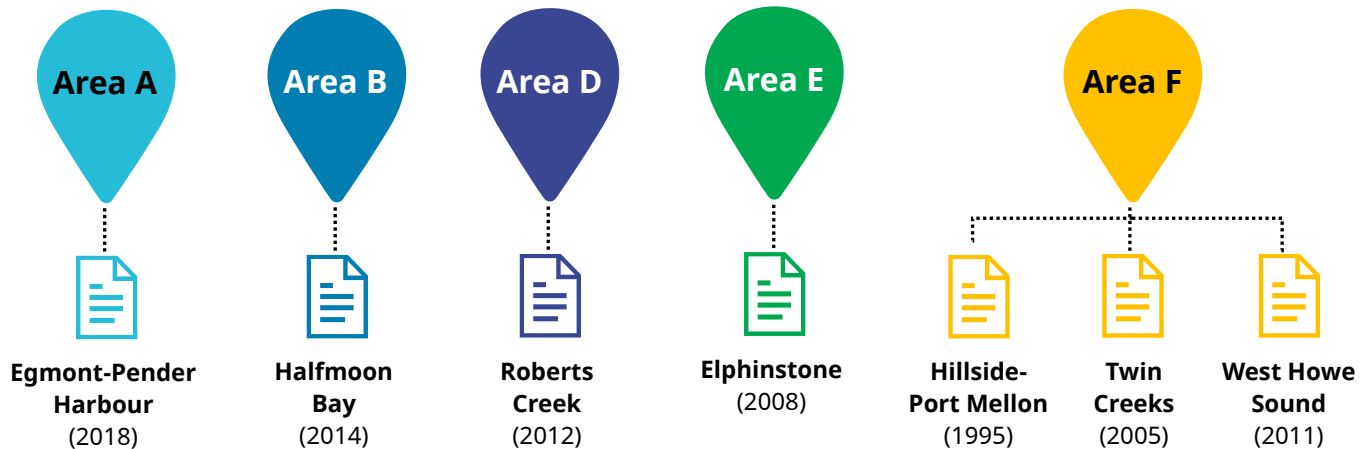 Area A
Area B
Area D
Area E
Area F
Egmont-Pender
Harbour
(2018)
Halfmoon
Bay
(2014)
Roberts
Creek
(2012)
Elphinstone
(2008)
Hillside-
Port Mellon
(1995)
Twin
Creeks
(2005)
West Howe
Sound
(2011)